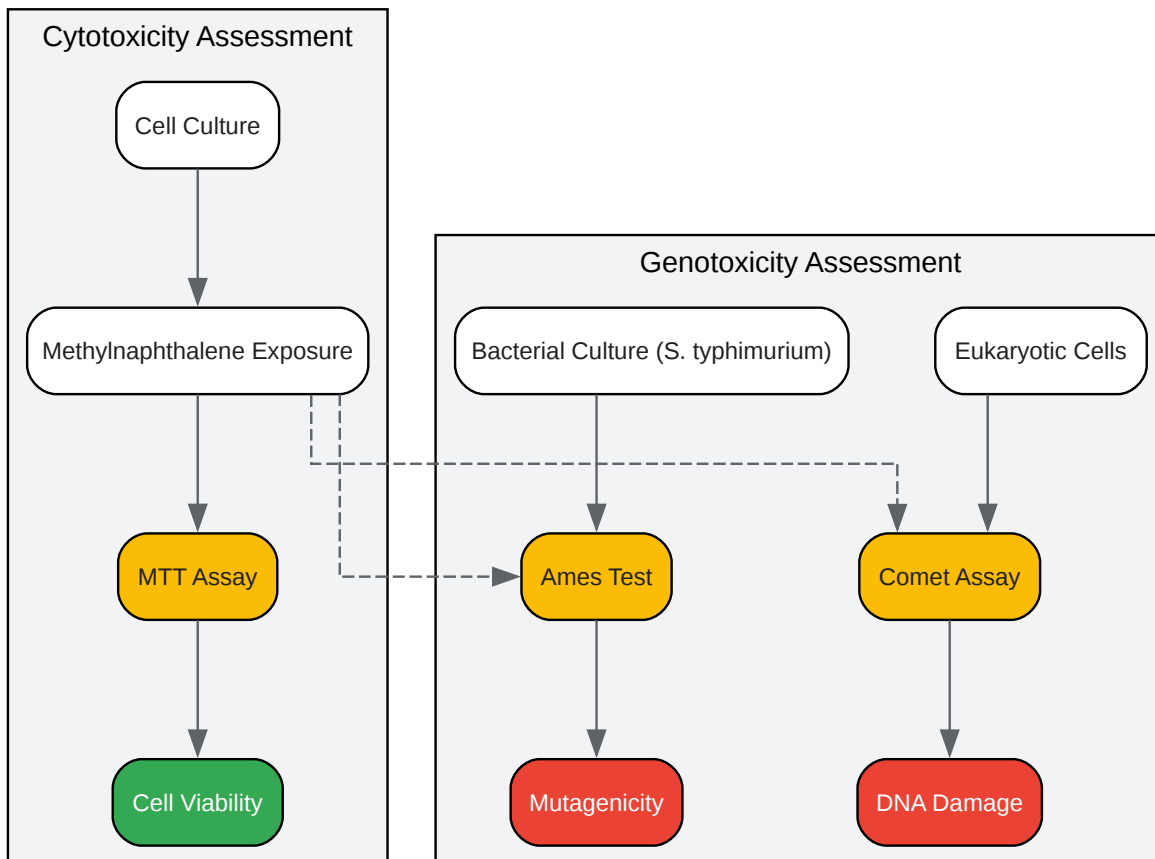 Cytotoxicity Assessment
Cell Culture
Methylnaphthalene Exposure
MTT Assay
Cell Viability
Genotoxicity Assessment
Bacterial Culture (S. typhimurium)
Eukaryotic Cells
Ames Test
Comet Assay
Mutagenicity
DNA Damage